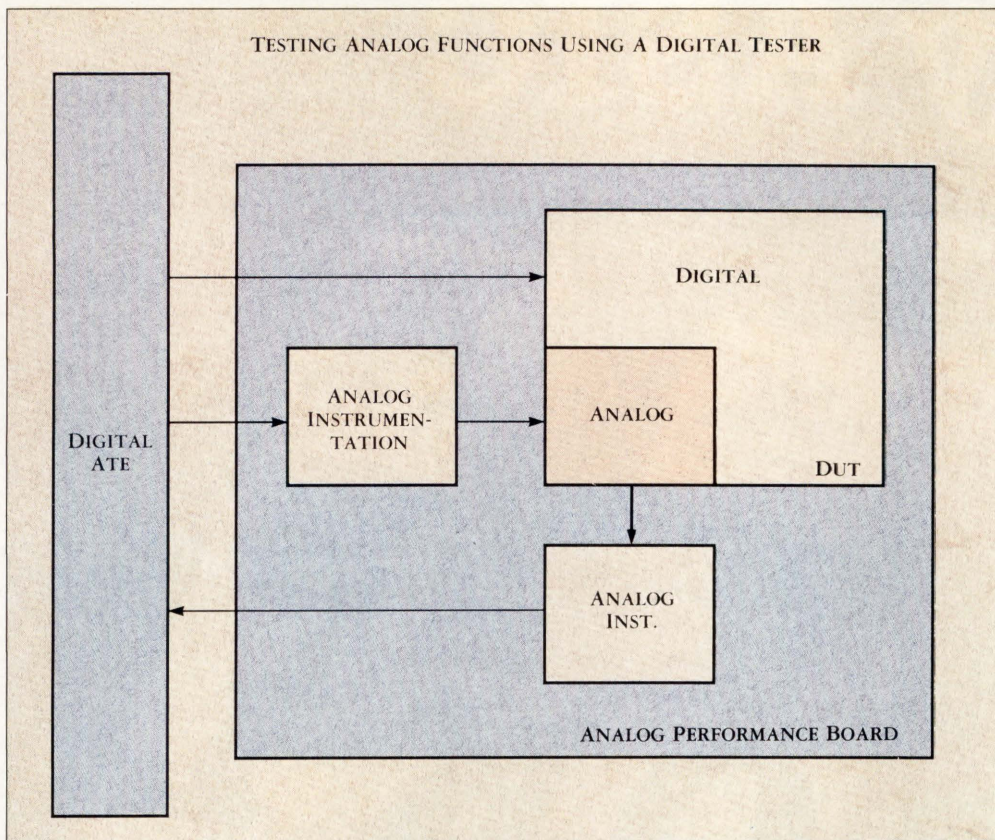 TESTING ANALOG FUNCTIONS USING A DIGITAL TESTER
DIGITAL
ANALOG
INSTRUMEN-
TATION
ANALOG
DIGITAL
ATE
DUT
ANALOG
INST.
ANALOG PERFORMANCE BOARD